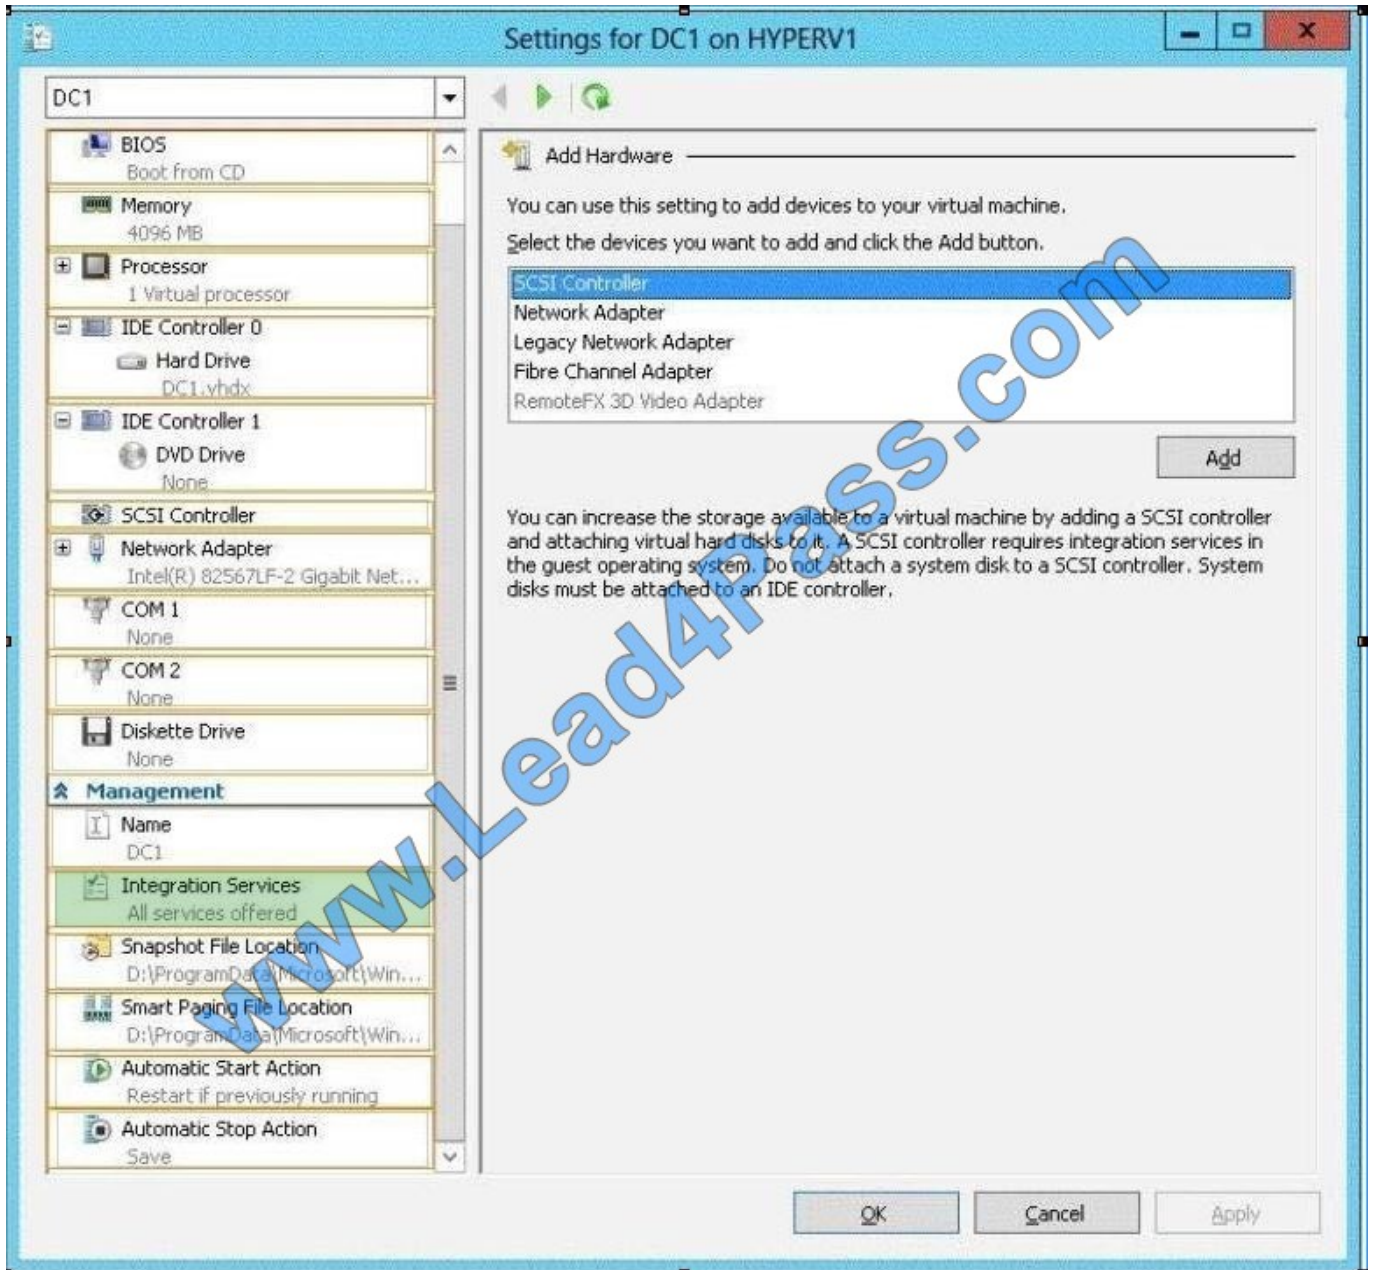 Settings for DC1 on HYPERV1
DC1
BIOS
Boot from CD
Memory
4096 MB
Processor
1 Virtual processor
IDE Controller 0
Hard Drive
DC1.vhdx
IDE Controller 1
DVD Drive
None
SCSI Controller
Network Adapter
Intel(R) 82567LF-2 Gigabit Net...
COM 1
None
COM 2
None
Diskette Drive
None
Management
Name
DC1
Integration Services
All services offered
Snapshot File Location
D:\ProgramData\Microsoft\Win...
Smart Paging File Location
D:\ProgramData\Microsoft\Win...
Automatic Start Action
Restart if previously running
Automatic Stop Action
Save
Add Hardware
You can use this setting to add devices to your virtual machine.
Select the devices you want to add and click the Add button.
SCSI Controller
Network Adapter
Legacy Network Adapter
Fibre Channel Adapter
RemoteFX 3D Video Adapter
Add
You can increase the storage available to a virtual machine by adding a SCSI controller
and attaching virtual hard disks to it. A SCSI controller requires integration services in
the guest operating system. Do not attach a system disk to a SCSI controller. System
disks must be attached to an IDE controller.
OK
Cancel
Apply
www.Lead4Pass.com